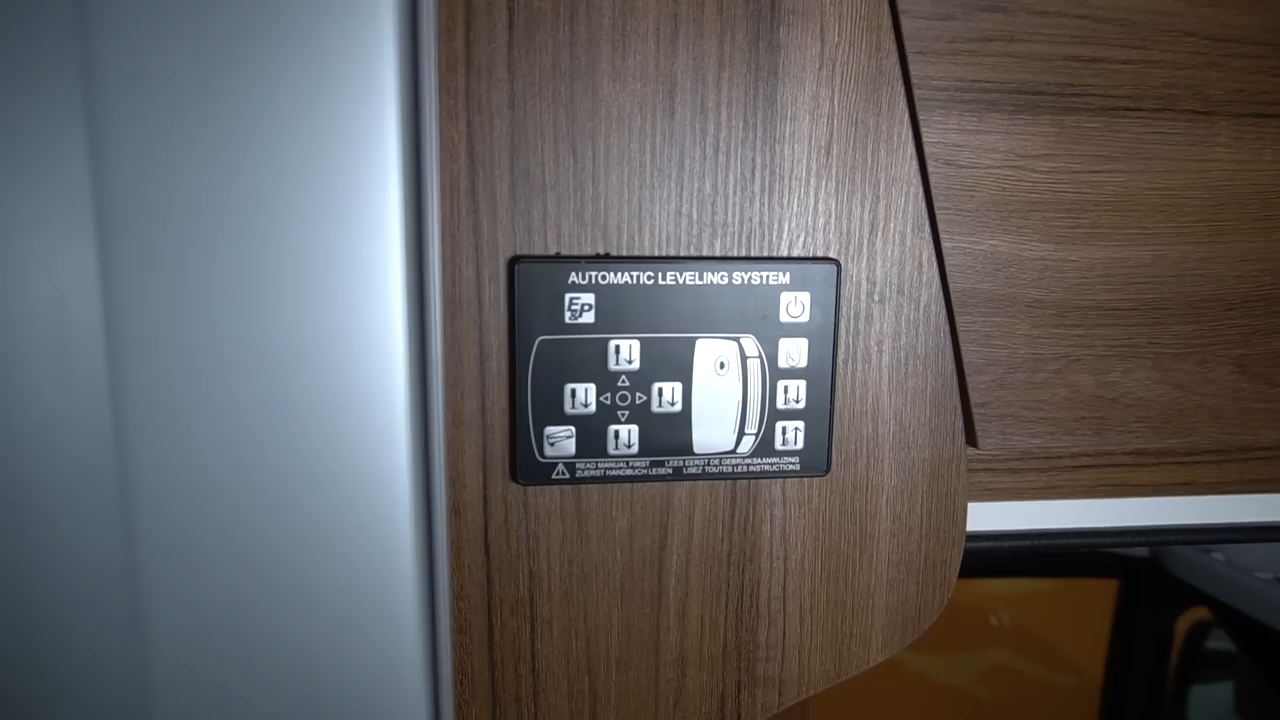 AUTOMATIC LEVELING SYSTEM
E&P
READ MANUAL FIRST LEES EERST DE GEBRUIKSAANWIJZING
ZUERST HANDBUCH LESEN LISEZ TOUTES LES INSTRUCTIONS